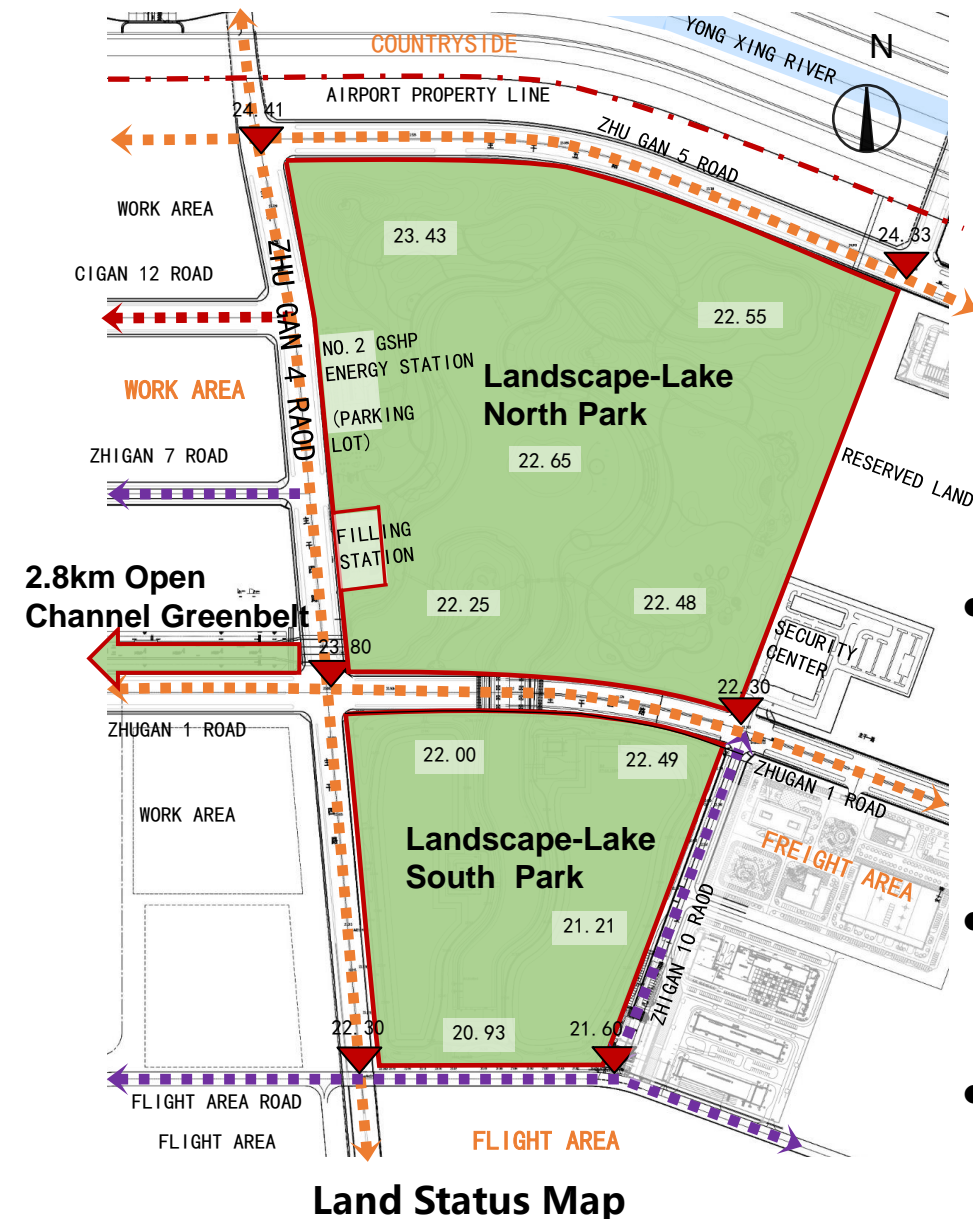 COUNTRYSIDE
YONG XING RIVER
N
AIRPORT PROPERTY LINE
24.41
ZHU GAN 5 ROAD
WORK AREA
24.33
23.43
CIGAN 12 ROAD
ZHU GAN 4 RAOD
22.55
NO.2 GSHP
ENERGY STATION
(PARKING
LOT)
WORK AREA
Landscape-Lake
North Park
ZHIGAN 7 ROAD
22.65
RESERVED LAND
FILLING
STATION
2.8km Open
Channel Greenbelt
22.25
22.48
SECURITY
CENTER
23.80
22.30
ZHUGAN 1 ROAD
22.00
22.49
ZHUGAN 1 ROAD
WORK AREA
Landscape-Lake
South Park
FREIGHT AREA
21.21
ZHIGAN 10 RAOD
22.30
20.93
21.60
FLIGHT AREA ROAD
FLIGHT AREA
FLIGHT AREA
Land Status Map